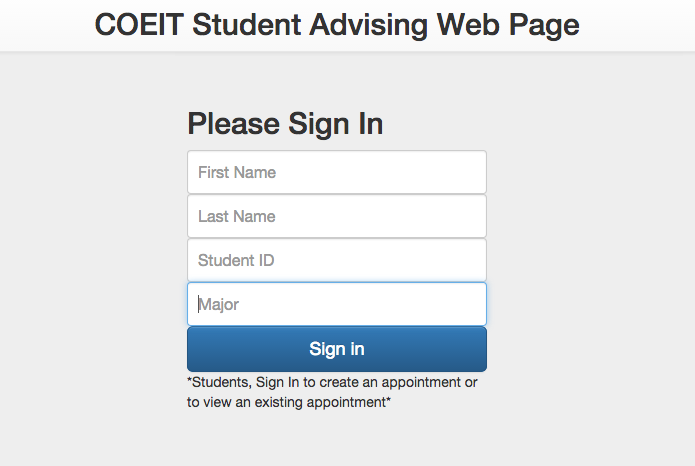 COEIT Student Advising Web Page
Please Sign In
First Name
Last Name
Student ID
Major
Sign in
*Students, Sign In to create an appointment or
to view an existing appointment*